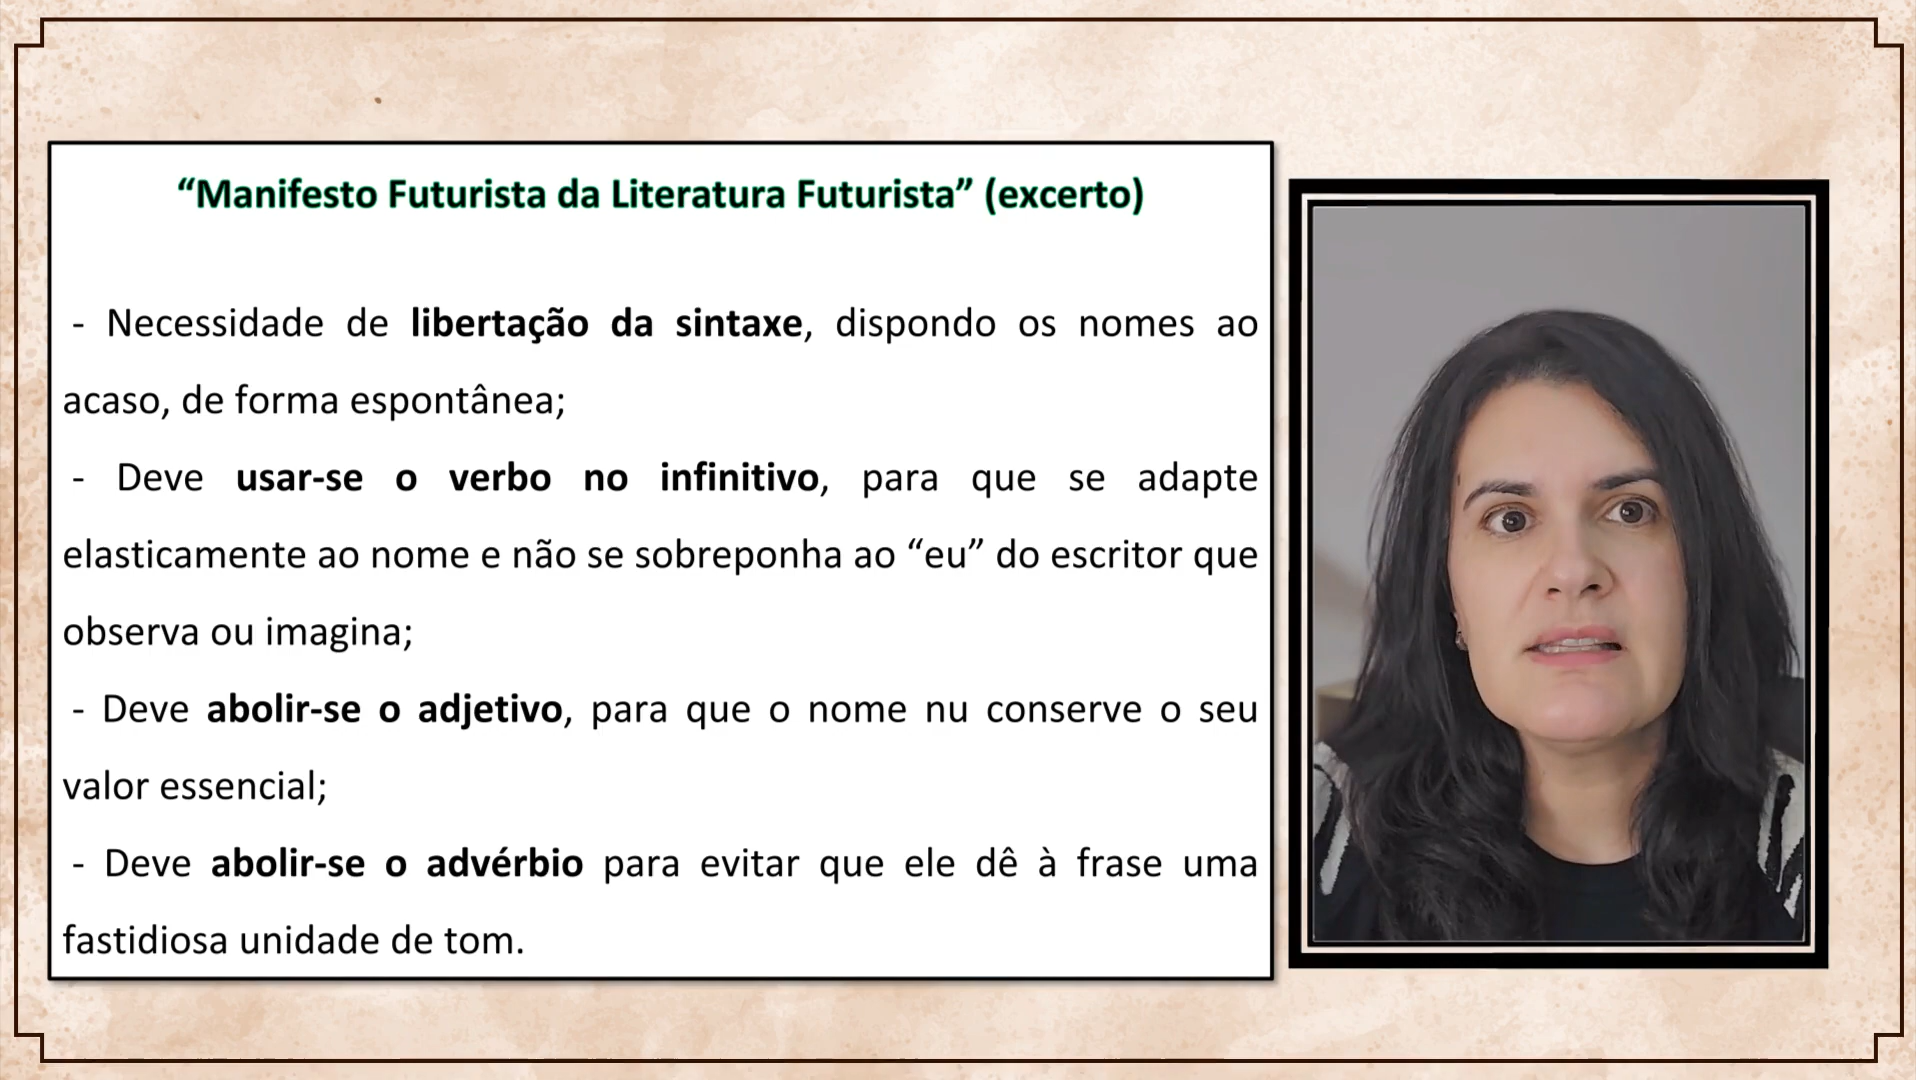 “Manifesto Futurista da Literatura Futurista” (excerto)
- Necessidade de libertação da sintaxe, dispondo os nomes ao
acaso, de forma espontânea;
- Deve usar-se o verbo no infinitivo, para que se adapte
elasticamente ao nome e não se sobreponha ao “eu” do escritor que
observa ou imagina;
- Deve abolir-se o adjetivo, para que o nome nu conserve o seu
valor essencial;
- Deve abolir-se o advérbio para evitar que ele dê à frase uma
fastidiosa unidade de tom.